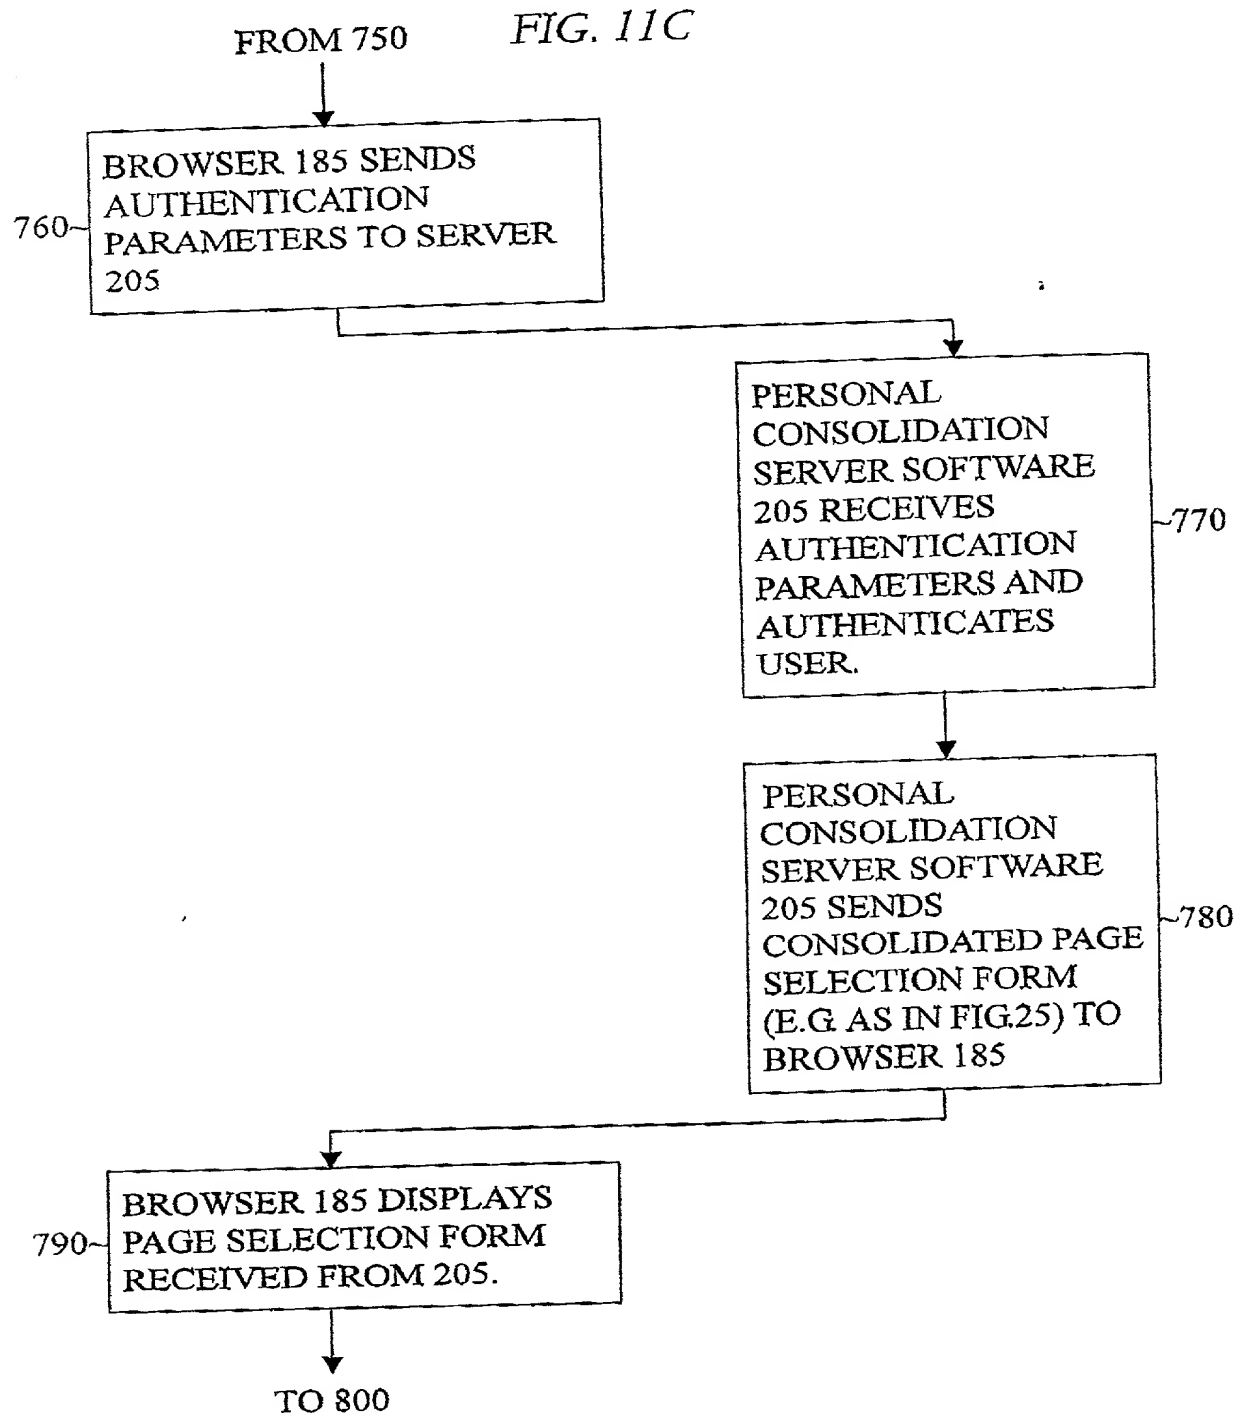 FIG. 11C
FROM 750
BROWSER 185 SENDS
AUTHENTICATION
PARAMETERS TO SERVER
205
760
PERSONAL
CONSOLIDATION
SERVER SOFTWARE
205 RECEIVES
AUTHENTICATION
PARAMETERS AND
AUTHENTICATES
USER.
770
PERSONAL
CONSOLIDATION
SERVER SOFTWARE
205 SENDS
CONSOLIDATED PAGE
SELECTION FORM
(E.G. AS IN FIG.25) TO
BROWSER 185
780
BROWSER 185 DISPLAYS
PAGE SELECTION FORM
RECEIVED FROM 205.
790
TO 800